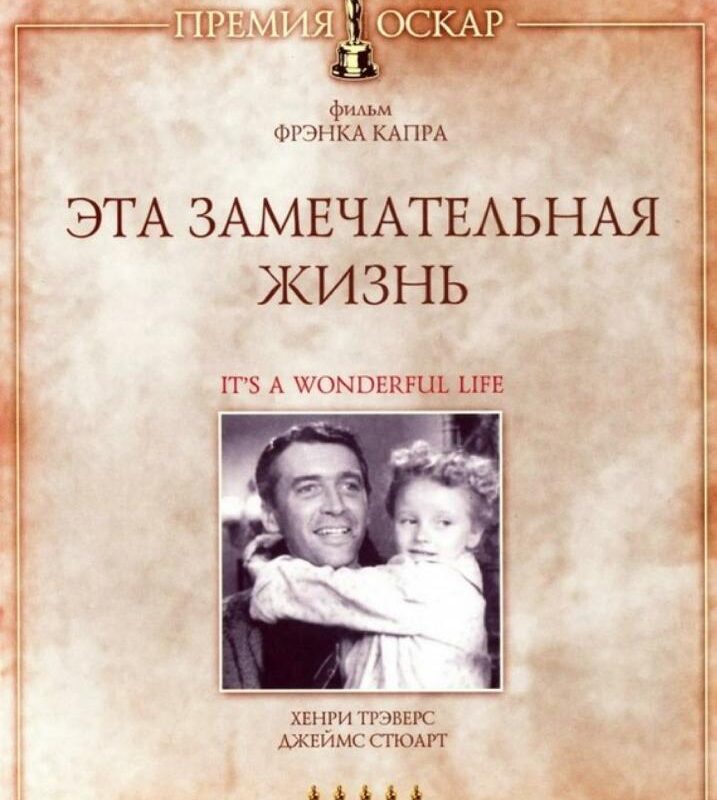 ПРЕМИЯ ОСКАР
фильм
ФРЭНКА КАПРА
ЭТА ЗАМЕЧАТЕЛЬНАЯ
ЖИЗНЬ
IT'S A WONDERFUL LIFE
ХЕНРИ ТРЭВЕРС
ДЖЕЙМС СТЮАРТ